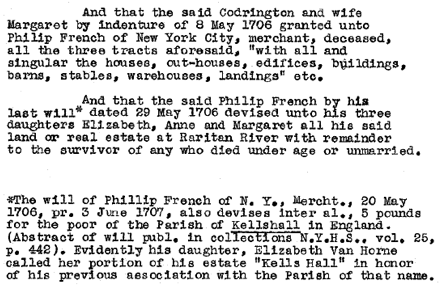 And that the said Codrington and wife
Margaret by indenture of 8 May 1706 granted unto
Philip French of New York City, merchant, deceased,
all the three tracts aforesaid, "with all and
singular the houses, out-houses, edifices, buildings,
barns, stables, warehouses, landings" etc.
And that the said Philip French by his
last will* dated 29 May 1706 devised unto his three
daughters Elizabeth, Anne and Margaret all his said
land or real estate at Raritan River with remainder
to the survivor of any who died under age or unmarried.
*The will of Phillip French of N. Y., Mercht., 20 May
1706, pr. 3 June 1707, also devises inter al., 5 pounds
for the poor of the Parish of Kellshall in England.
(Abstract of will publ. in collections N.Y.H.S.. vol. 25,
p. 442). Evidently his daughter, Elizabeth Van Horne
called her portion of his estate "Kells Hall" in honor
of his previous association with the Parish of that name.